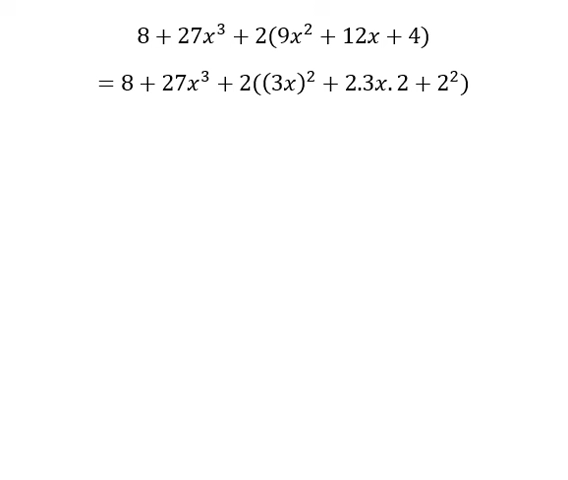 8 + 27x³ + 2(9x² + 12x + 4)
= 8 + 27x³ + 2((3x)² + 2.3x. 2 + 2²)